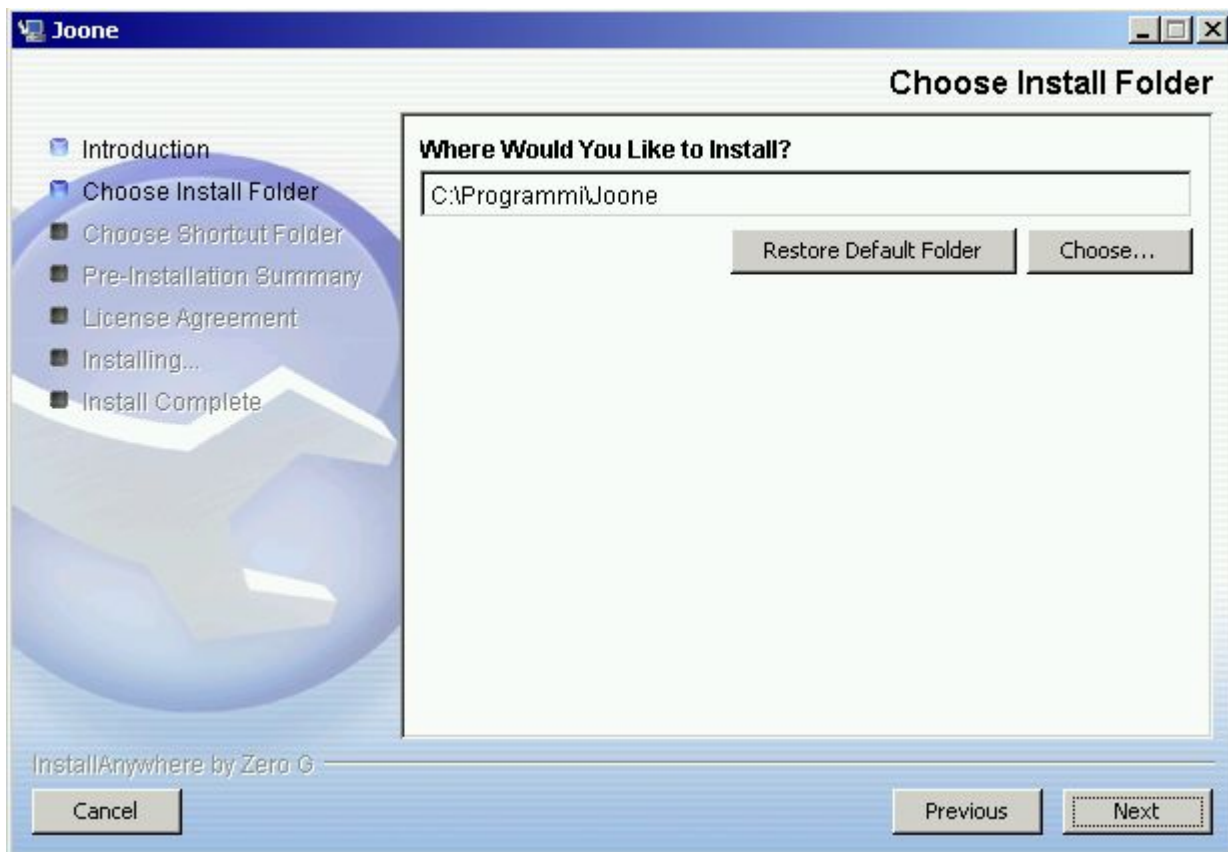 Joone
Choose Install Folder
Introduction
Choose Install Folder
Choose Shortcut Folder
Pre-Installation Summary
License Agreement
Installing...
Install Complete
Where Would You Like to Install?
C:\Programmi\Joone
Restore Default Folder
Choose...
InstallAnywhere by Zero G
Cancel
Previous
Next